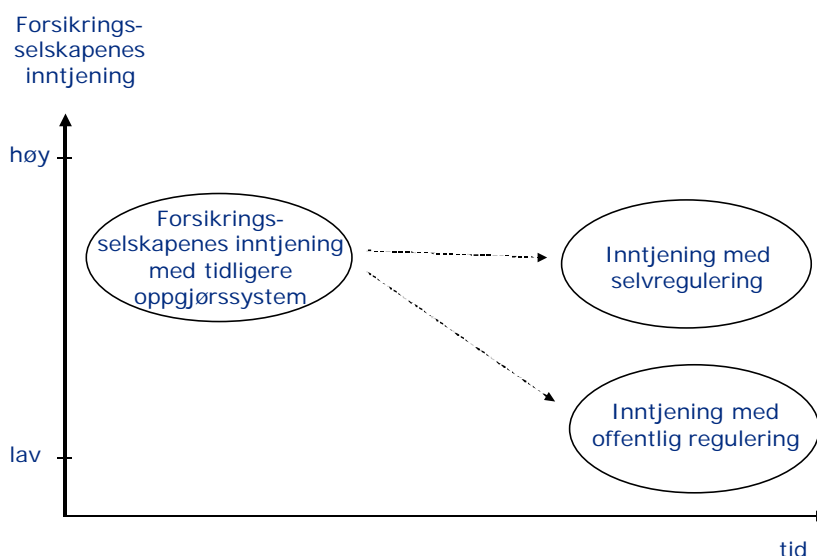 Forsikrings-
selskapenes
inntjening
høy
Forsikrings-
selskapenes inntjening
med tidligere
oppgjørssystem
Inntjening med
selvregulering
Inntjening med
offentlig regulering
lav
tid